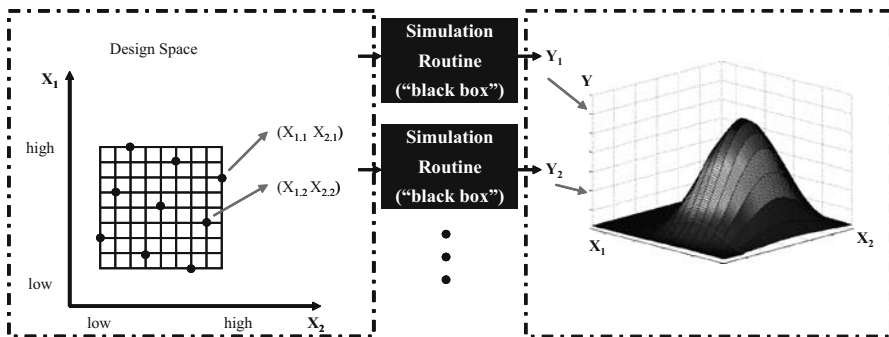 Design Space
X1
high
low
low
high
X2
(X1.1 X2.1)
(X1.2 X2.2)
Simulation
Routine
(“black box”)
Simulation
Routine
(“black box”)
Y1
Y2
Y
X1
X2